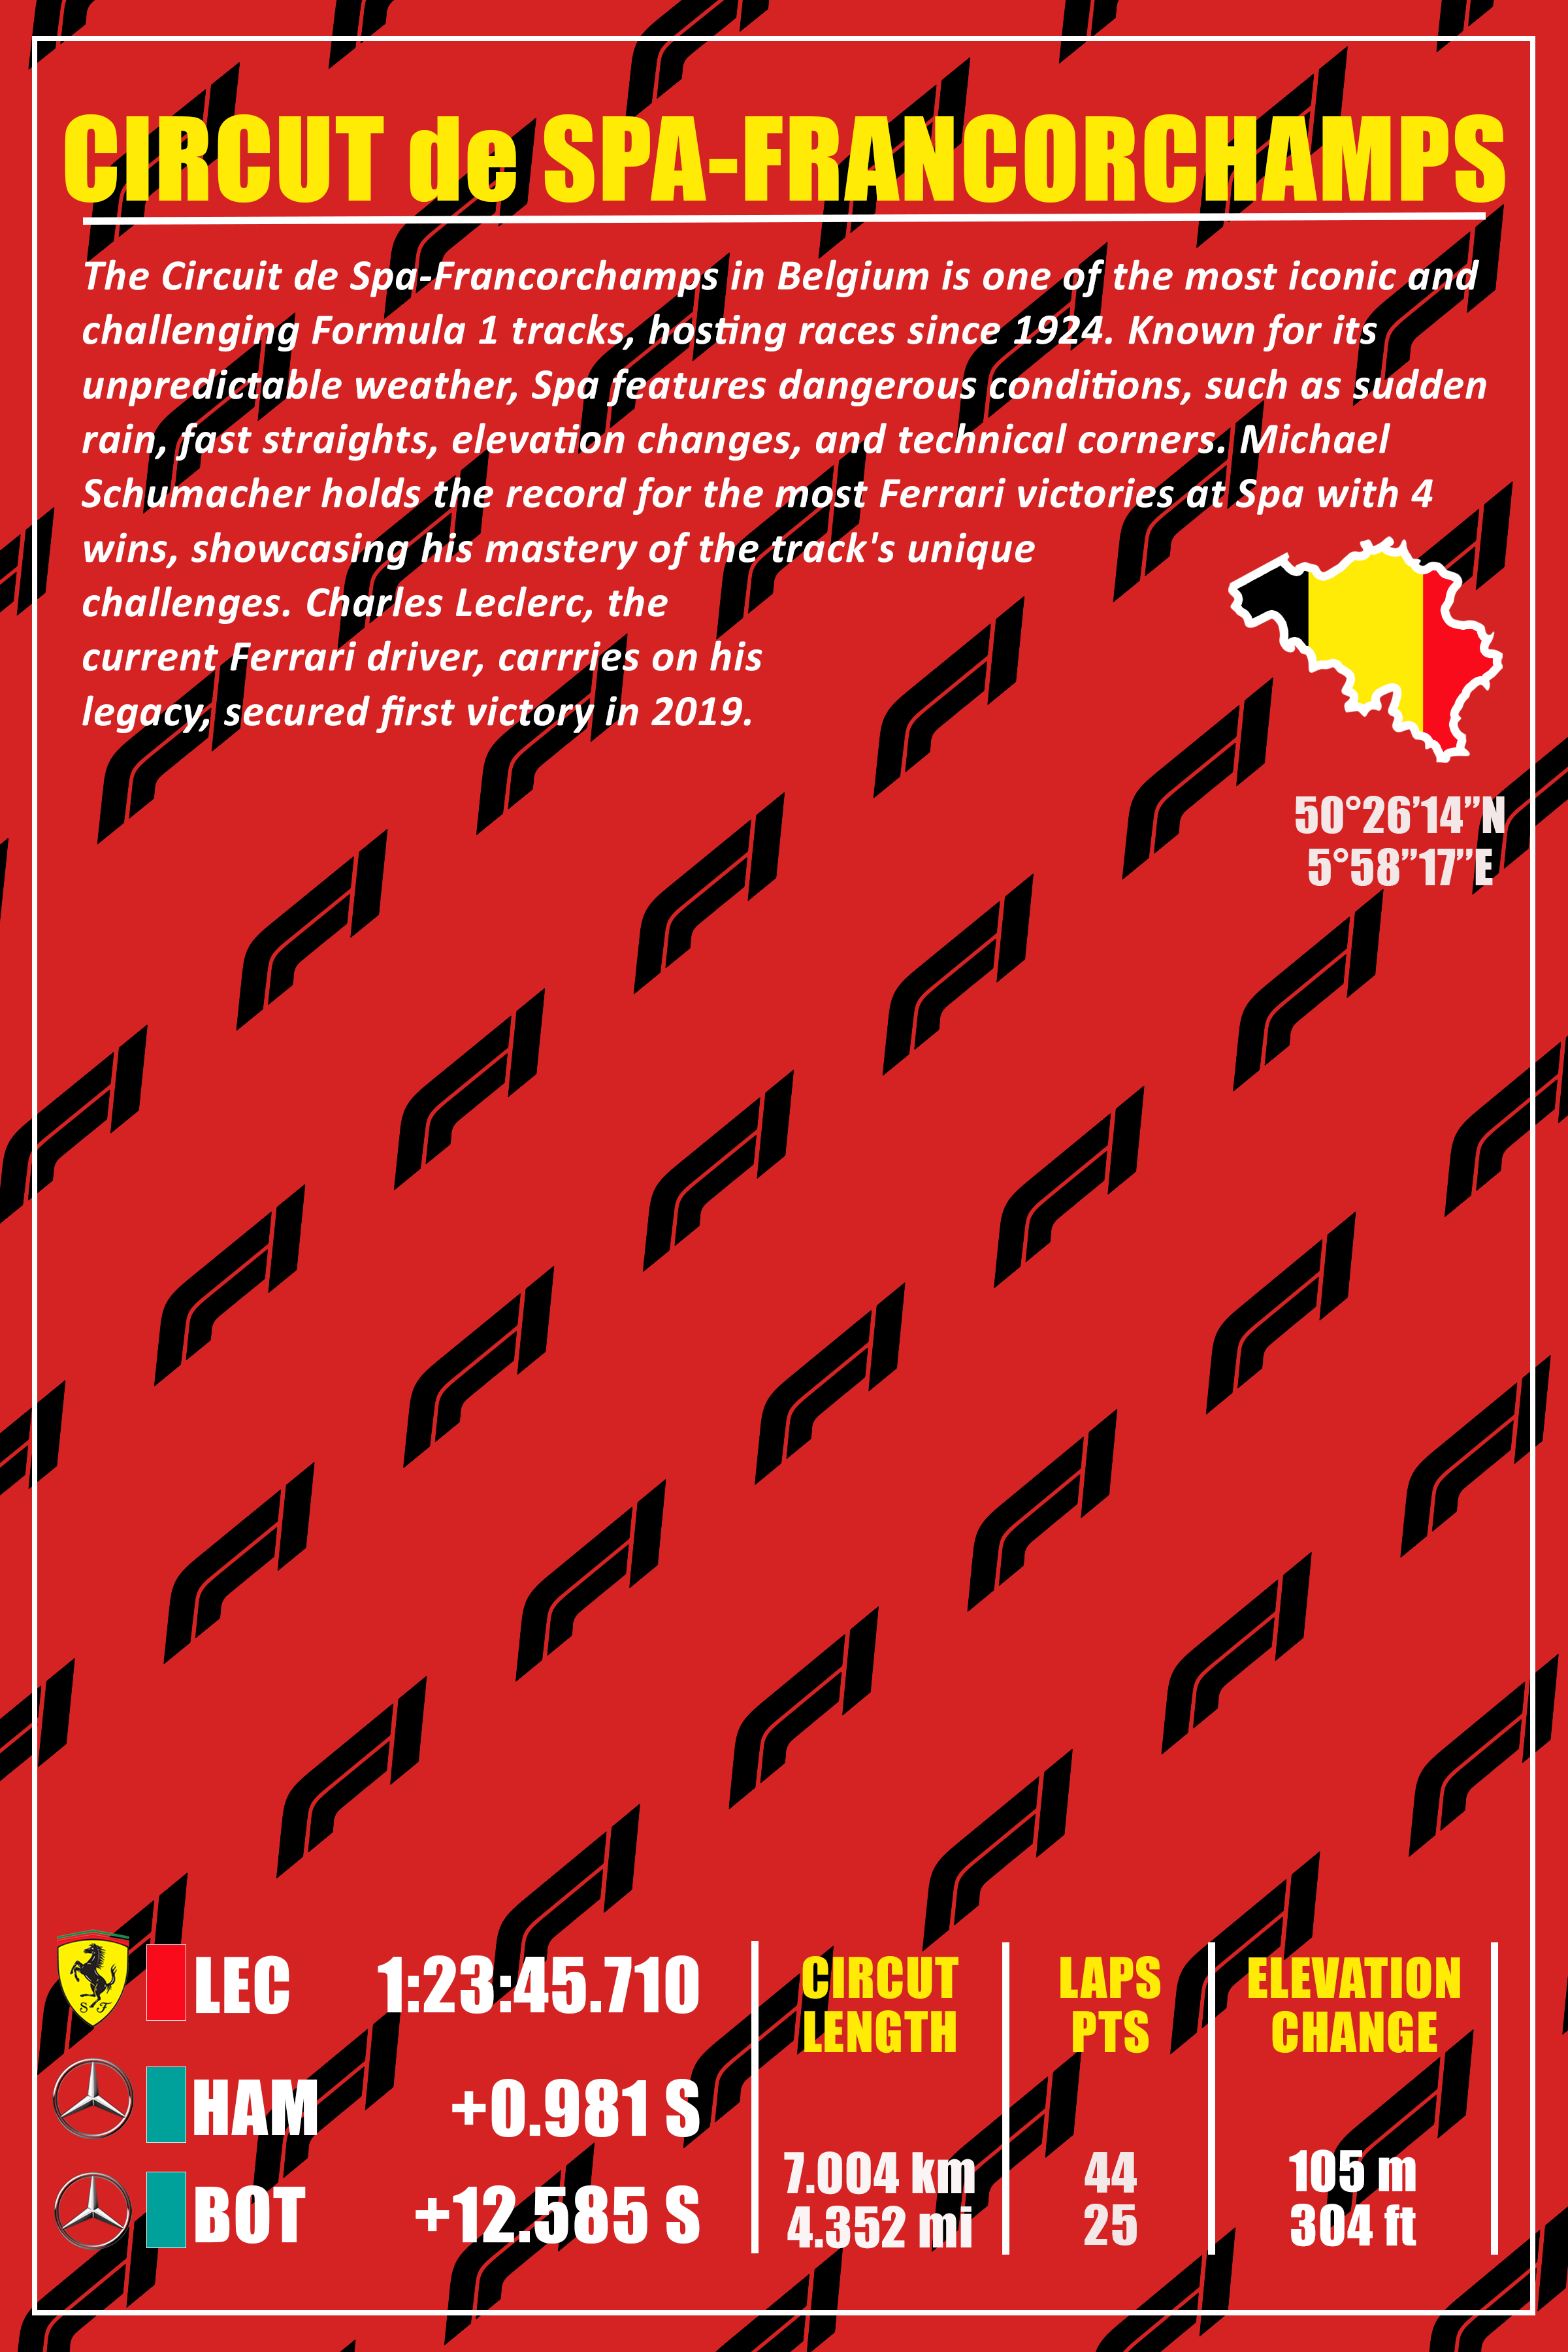 CIRCUT de SPA-FRANCORCHAMPS
The Circuit de Spa-Francorchamps in Belgium is one of the most iconic and
challenging Formula 1 tracks, hosting races since 1924. Known for its
unpredictable weather, Spa features dangerous conditions, such as sudden
rain, fast straights, elevation changes, and technical corners. Michael
Schumacher holds the record for the most Ferrari victories at Spa with 4
wins, showcasing his mastery of the track's unique
challenges. Charles Leclerc, the
current Ferrari driver, carrries on his
legacy, secured first victory in 2019.
50°26’14”N
5°58”17”E
S F
LEC 1:23:45.710
HAM +0.981 S
BOT +12.585 S
CIRCUT
LENGTH
7.004 km
4.352 mi
LAPS
PTS
44
25
ELEVATION
CHANGE
105 m
304 ft